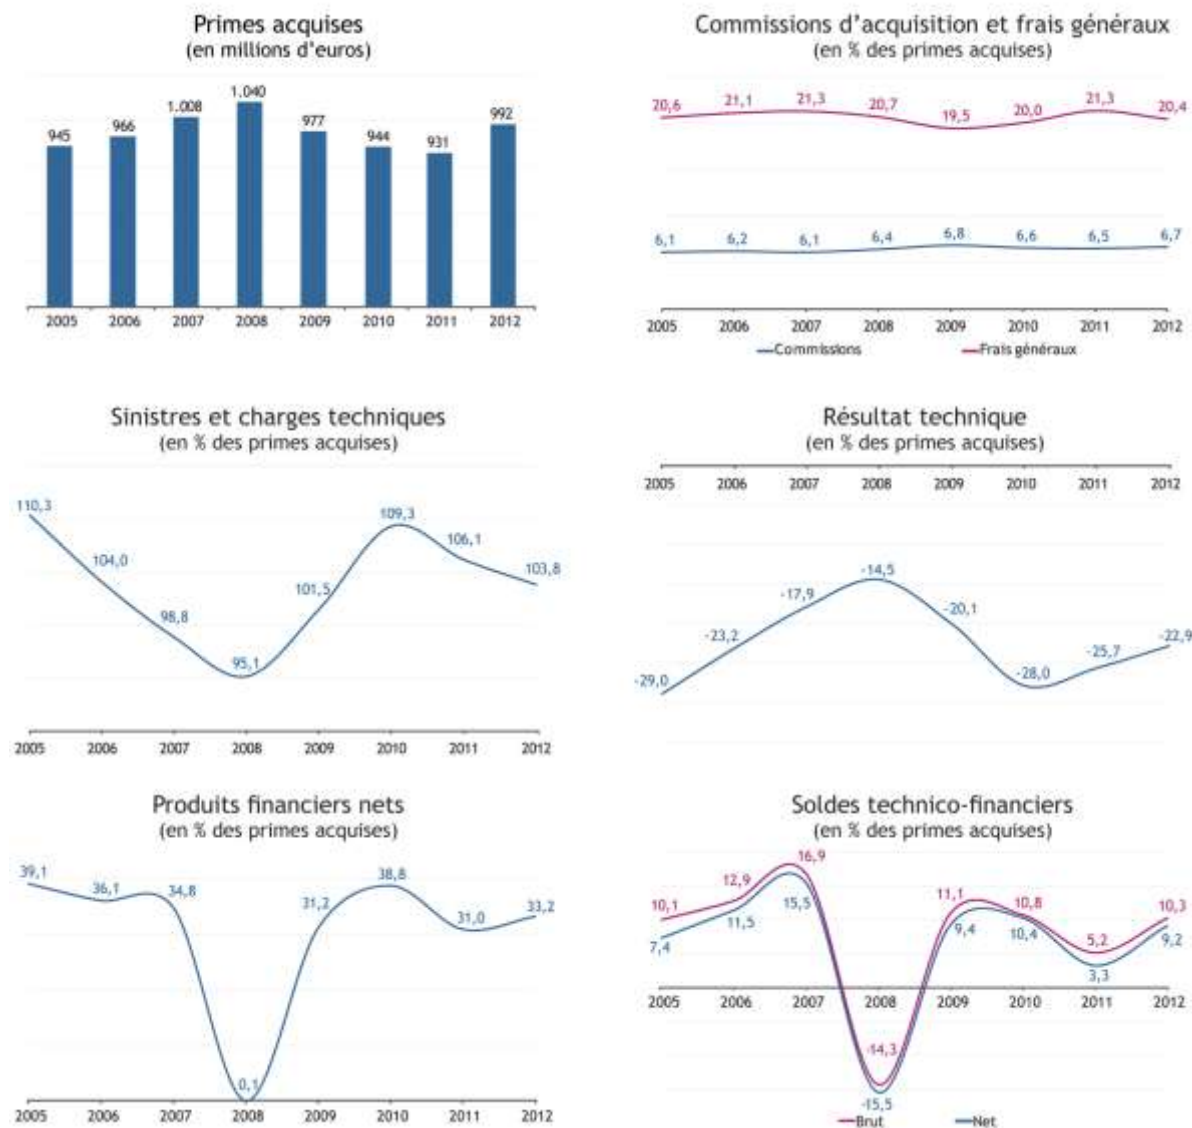 Primes acquises
(en millions d'euros)
945
966
1.008
1.040
977
944
931
992
2005 2006 2007 2008 2009 2010 2011 2012
Commissions d'acquisition et frais généraux
(en % des primes acquises)
20,6 21,1 21,3 20,7 19,5 20,0 21,3 20,4
6,1 6,2 6,1 6,4 6,8 6,6 6,5 6,7
2005 2006 2007 2008 2009 2010 2011 2012
Commissions Frais généraux
Sinistres et charges techniques
(en % des primes acquises)
110,3
104,0
98,8
95,1
101,5
109,3
106,1
103,8
2005 2006 2007 2008 2009 2010 2011 2012
Résultat technique
(en % des primes acquises)
2005 2006 2007 2008 2009 2010 2011 2012
-29,0
-23,2
-17,9
-14,5
-20,1
-28,0
-25,7
-22,9
Produits financiers nets
(en % des primes acquises)
39,1
36,1
34,8
0,1
31,2
38,8
31,0
33,2
2005 2006 2007 2008 2009 2010 2011 2012
Soldes technico-financiers
(en % des primes acquises)
10,1 12,9 16,9 -14,3 11,1 10,8 5,2 10,3
7,4 11,5 15,5 -15,5 9,4 10,4 3,3 9,2
2005 2006 2007 2008 2009 2010 2011 2012
Brut Net